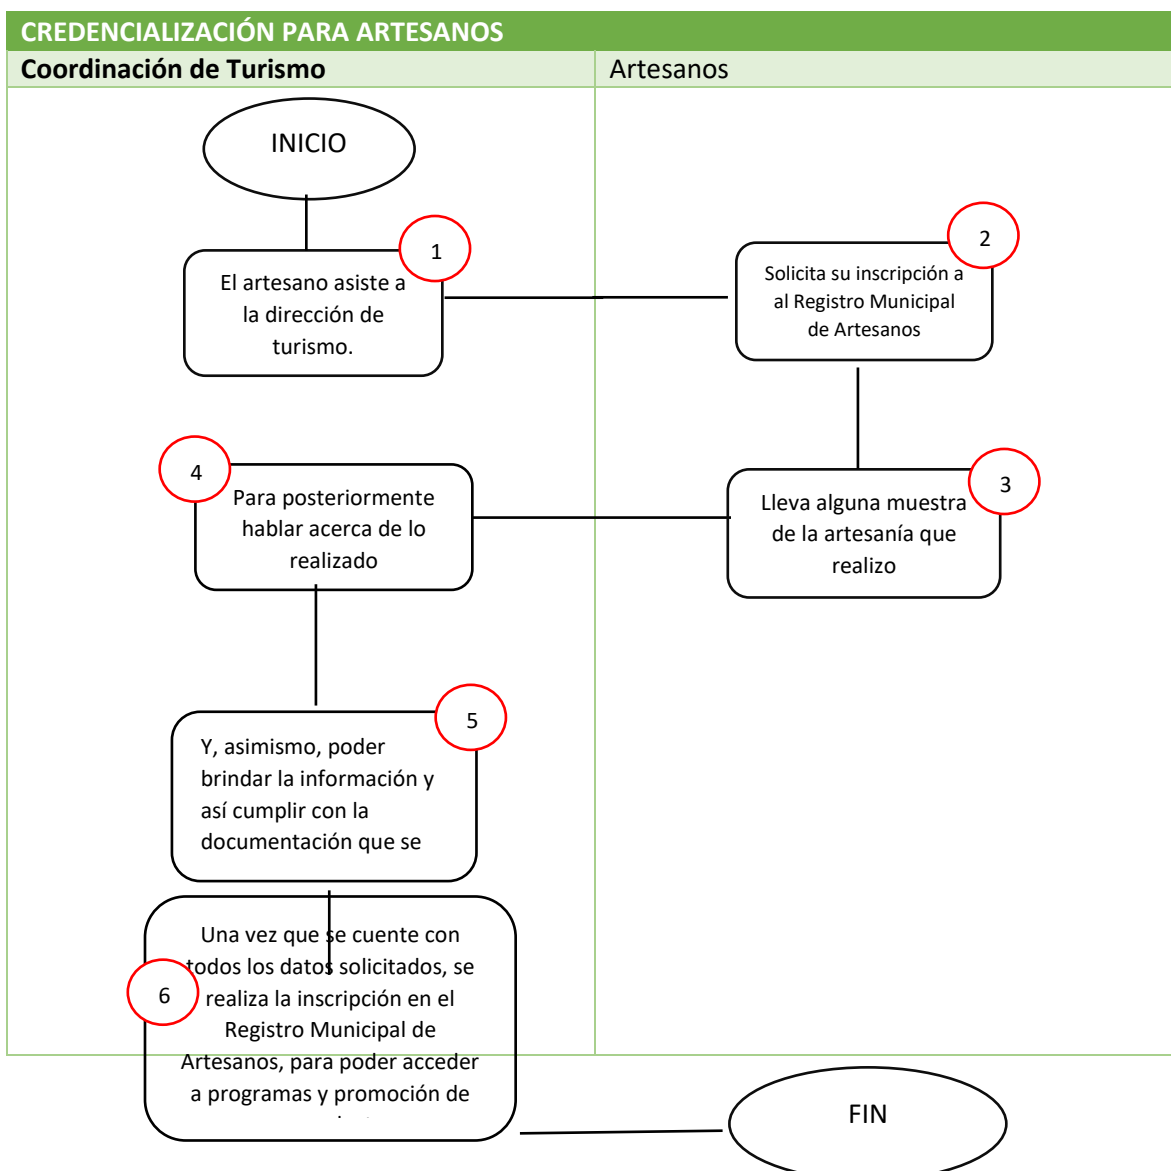 CREDENCIALIZACIÓN PARA ARTESANOS
Coordinación de Turismo
Artesanos
INICIO
1
El artesano asiste a
la dirección de
turismo.
2
Solicita su inscripción a
al Registro Municipal
de Artesanos
3
Lleva alguna muestra
de la artesanía que
realizo
4
Para posteriormente
hablar acerca de lo
realizado
5
Y, asimismo, poder
brindar la información y
así cumplir con la
documentación que se
6
Una vez que se cuente con
todos los datos solicitados, se
realiza la inscripción en el
Registro Municipal de
Artesanos, para poder acceder
a programas y promoción de
FIN